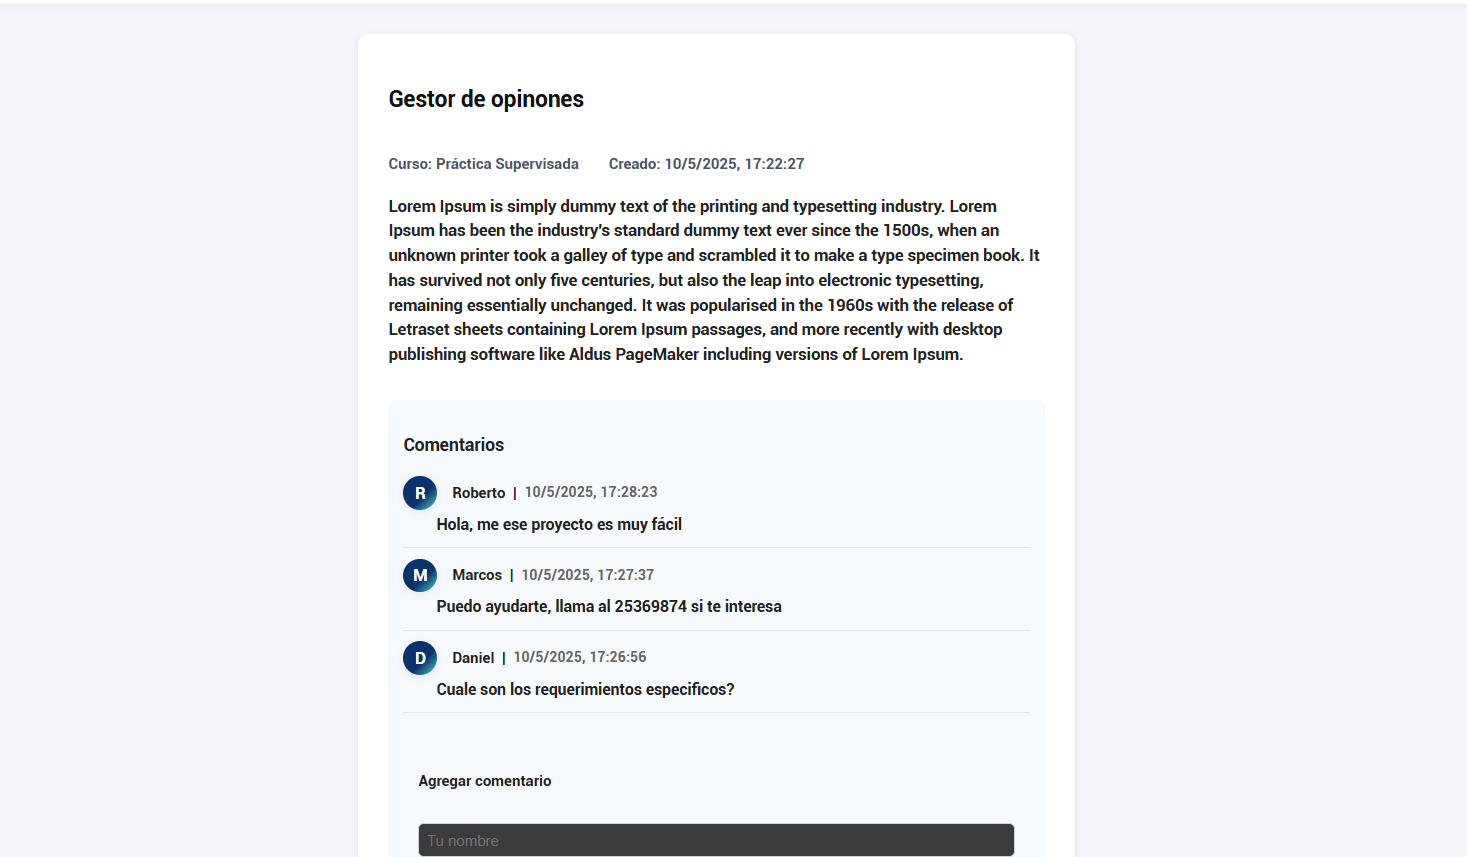 Gestor de opinones
Curso: Práctica Supervisada Creado: 10/5/2025, 17:22:27
Lorem Ipsum is simply dummy text of the printing and typesetting industry. Lorem
Ipsum has been the industry's standard dummy text ever since the 1500s, when an
unknown printer took a galley of type and scrambled it to make a type specimen book. It
has survived not only five centuries, but also the leap into electronic typesetting,
remaining essentially unchanged. It was popularised in the 1960s with the release of
Letraset sheets containing Lorem Ipsum passages, and more recently with desktop
publishing software like Aldus PageMaker including versions of Lorem Ipsum.
Comentarios
R Roberto | 10/5/2025, 17:28:23
Hola, me ese proyecto es muy fácil
M Marcos | 10/5/2025, 17:27:37
Puedo ayudarte, llama al 25369874 si te interesa
D Daniel | 10/5/2025, 17:26:56
Cuale son los requerimientos especificos?
Agregar comentario
Tu nombre